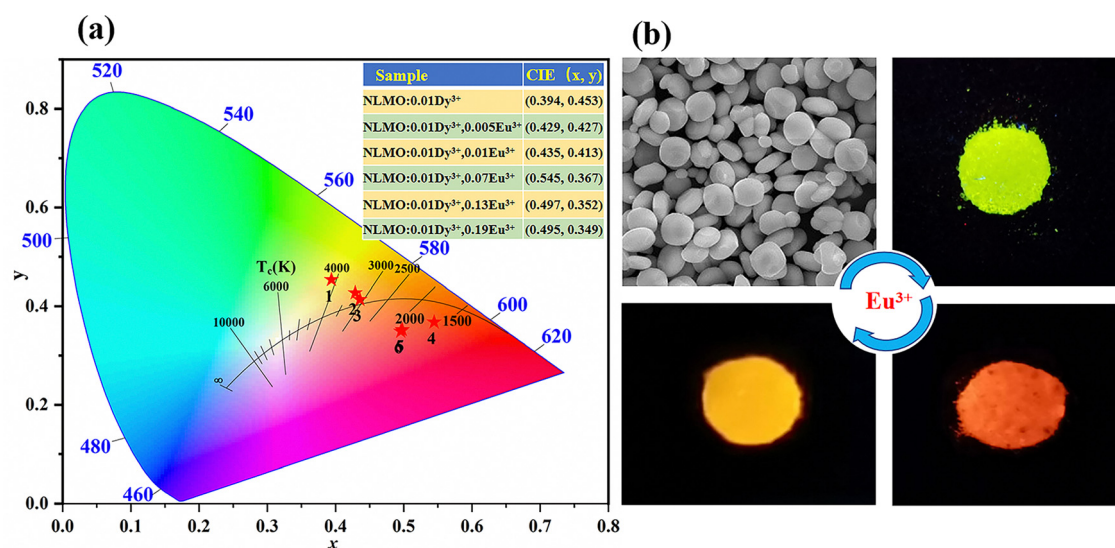 (a)
(b)
520
540
560
580
600
620
500
480
460
0.8
0.6
0.4
0.2
0.0
y
0.0 0.1 0.2 0.3 0.4 0.5 0.6 0.7 0.8
x
Sample CIE (x, y)
NLMO:0.01Dy³⁺ (0.394, 0.453)
NLMO:0.01Dy³⁺,0.005Eu³⁺ (0.429, 0.427)
NLMO:0.01Dy³⁺,0.01Eu³⁺ (0.435, 0.413)
NLMO:0.01Dy³⁺,0.07Eu³⁺ (0.545, 0.367)
NLMO:0.01Dy³⁺,0.13Eu³⁺ (0.497, 0.352)
NLMO:0.01Dy³⁺,0.19Eu³⁺ (0.495, 0.349)
Tc(K)
10000
6000
4000
3000
2500
2000
1500
∞
1
2
3
4
Eu³⁺